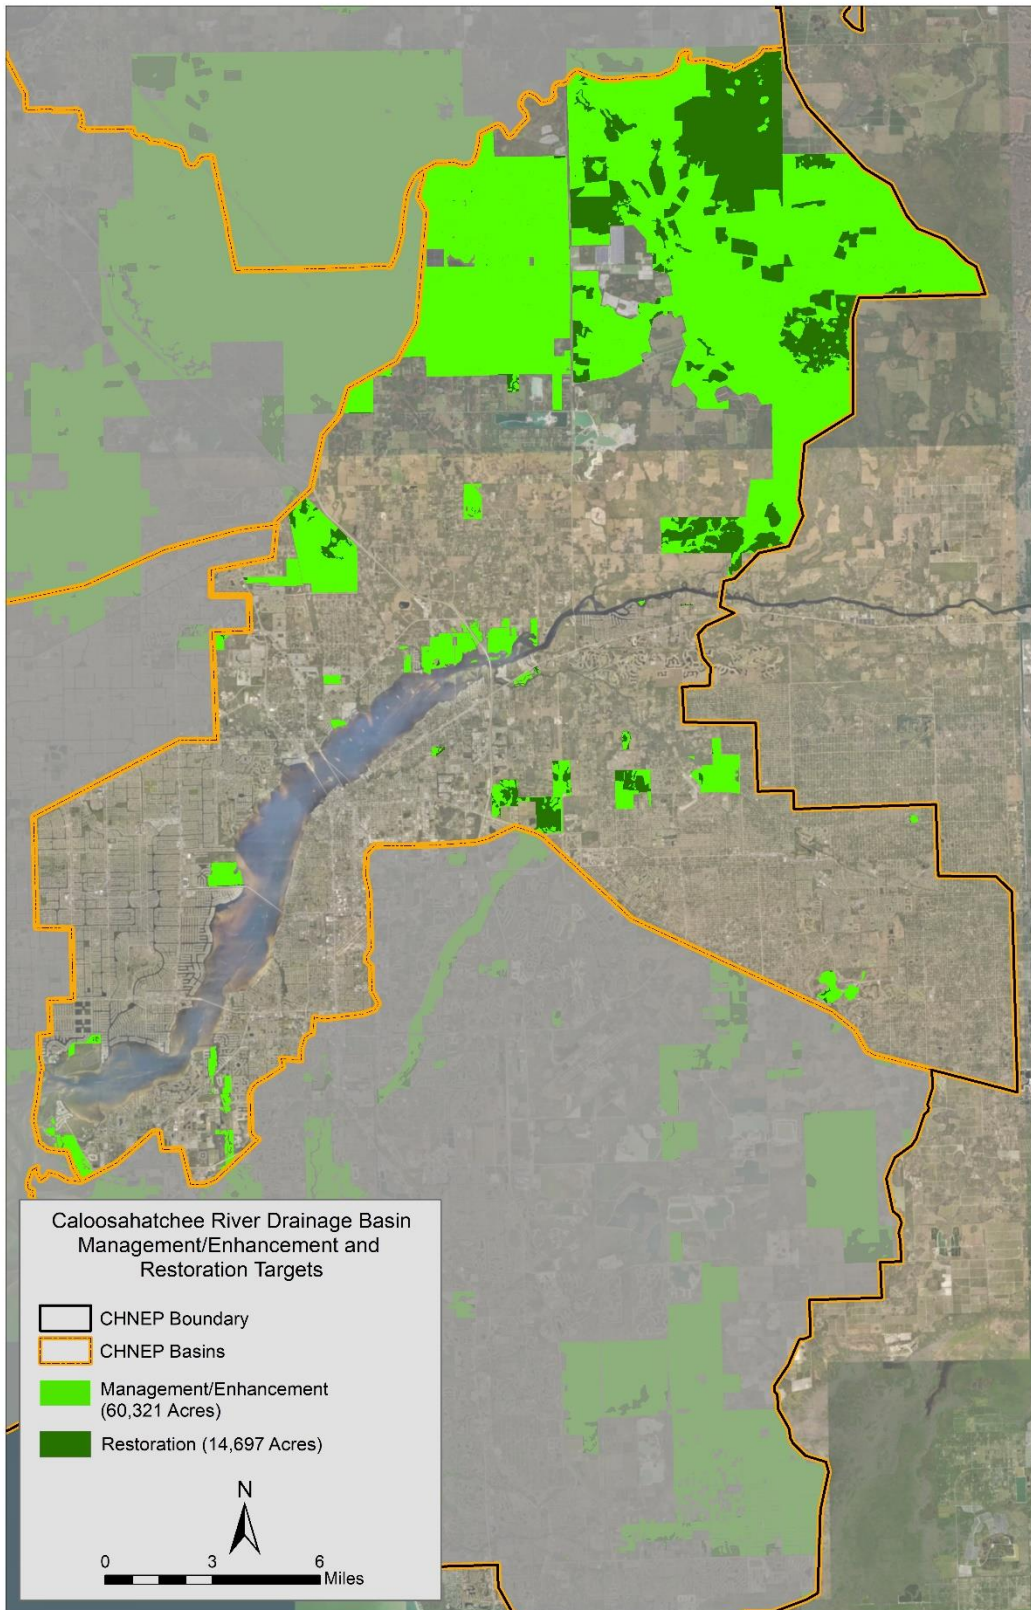 Caloosahatchee River Drainage Basin
Management/Enhancement and
Restoration Targets
CHNEP Boundary
CHNEP Basins
Management/Enhancement
(60,321 Acres)
Restoration (14,697 Acres)
N
0 3 6
Miles